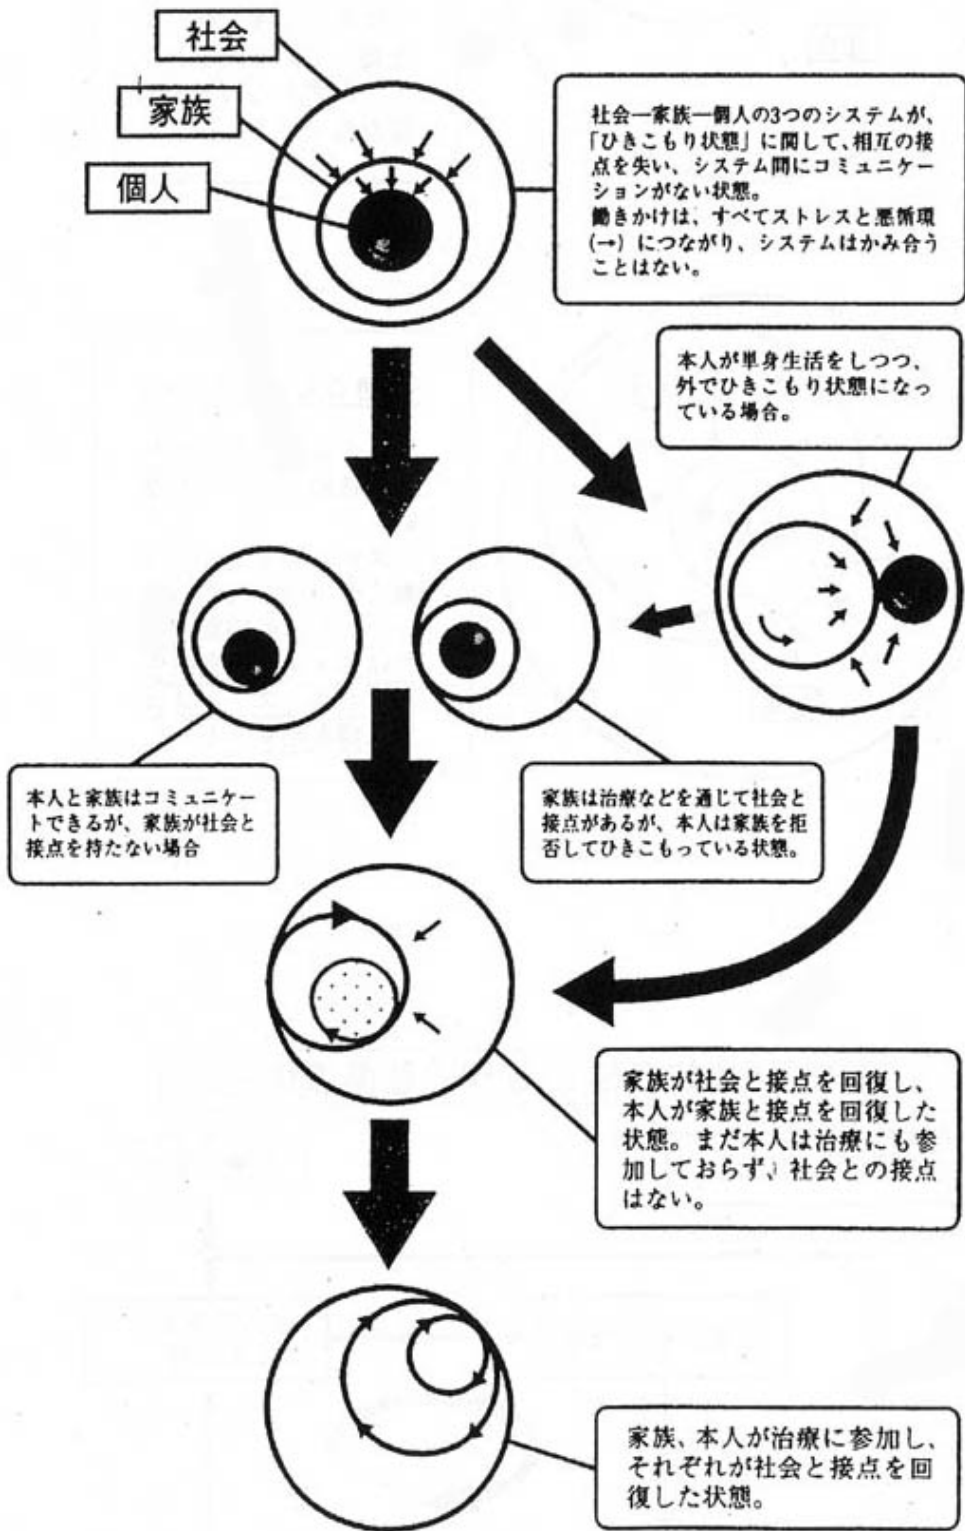 社会
家族
個人
社会―家族―個人の3つのシステムが、
「ひきこもり状態」に関して、相互の接
点を失い、システム間にコミュニケー
ションがない状態。
働きかけは、すべてストレスと悪循環
(→) につながり、システムはかみ合う
ことはない。
本人が単身生活をしつつ、
外でひきこもり状態になっ
ている場合。
本人と家族はコミュニケー
トできるが、家族が社会と
接点を持たない場合
家族は治療などを通じて社会と
接点があるが、本人は家族を拒
否してひきこもっている状態。
家族が社会と接点を回復し、
本人が家族と接点を回復した
状態。まだ本人は治療にも参
加しておらず、社会との接点
はない。
家族、本人が治療に参加し、
それぞれが社会と接点を回
復した状態。